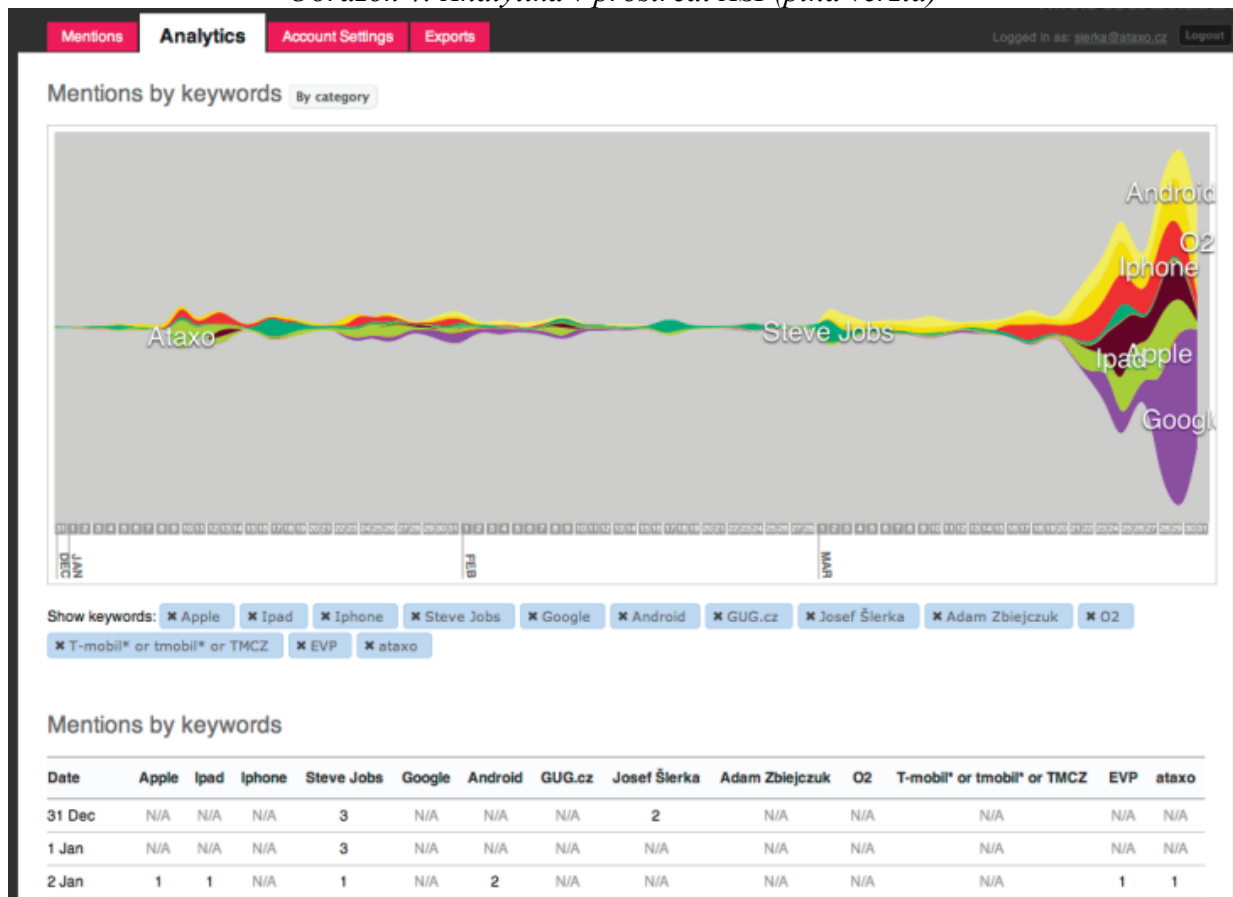 Mentions Analytics Account Settings Exports Logged in as: slerka@ataxo.cz Logout
Mentions by keywords By category
Android
O2
Iphone
Ataxo Steve Jobs
Ipad Apple
Googl
DEC JAN FEB MAR
Show keywords: ✖ Apple ✖ Ipad ✖ Iphone ✖ Steve Jobs ✖ Google ✖ Android ✖ GUG.cz ✖ Josef Šlerka ✖ Adam Zbiejczuk ✖ O2
✖ T-mobil* or tmobil* or TMCZ ✖ EVP ✖ ataxo
Mentions by keywords
Date Apple Ipad Iphone Steve Jobs Google Android GUG.cz Josef Šlerka Adam Zbiejczuk O2 T-mobil* or tmobil* or TMCZ EVP ataxo
31 Dec N/A N/A N/A 3 N/A N/A N/A 2 N/A N/A N/A N/A N/A
1 Jan N/A N/A N/A 3 N/A N/A N/A N/A N/A N/A N/A N/A N/A
2 Jan 1 1 N/A 1 N/A 2 N/A N/A N/A N/A N/A 1 1